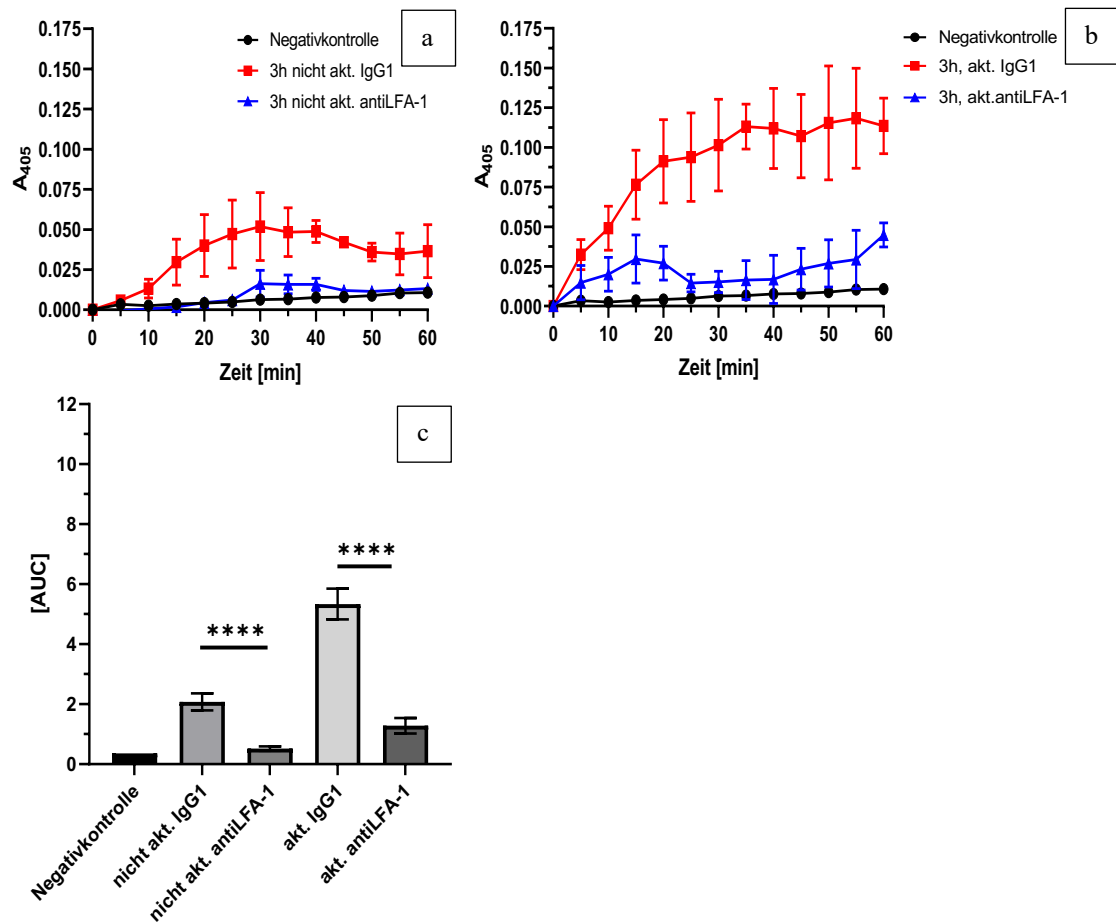 a
Negativkontrolle
3h nicht akt. IgG1
3h nicht akt. antiLFA-1
A405
0.175
0.150
0.125
0.100
0.075
0.050
0.025
0.000
0 10 20 30 40 50 60
Zeit [min]
b
Negativkontrolle
3h, akt. IgG1
3h, akt.antiLFA-1
A405
0.175
0.150
0.125
0.100
0.075
0.050
0.025
0.000
0 10 20 30 40 50 60
Zeit [min]
c
[AUC]
12
10
8
6
4
2
0
****
****
Negativkontrolle
nicht akt. IgG1
nicht akt. antiLFA-1
akt. IgG1
akt. antiLFA-1